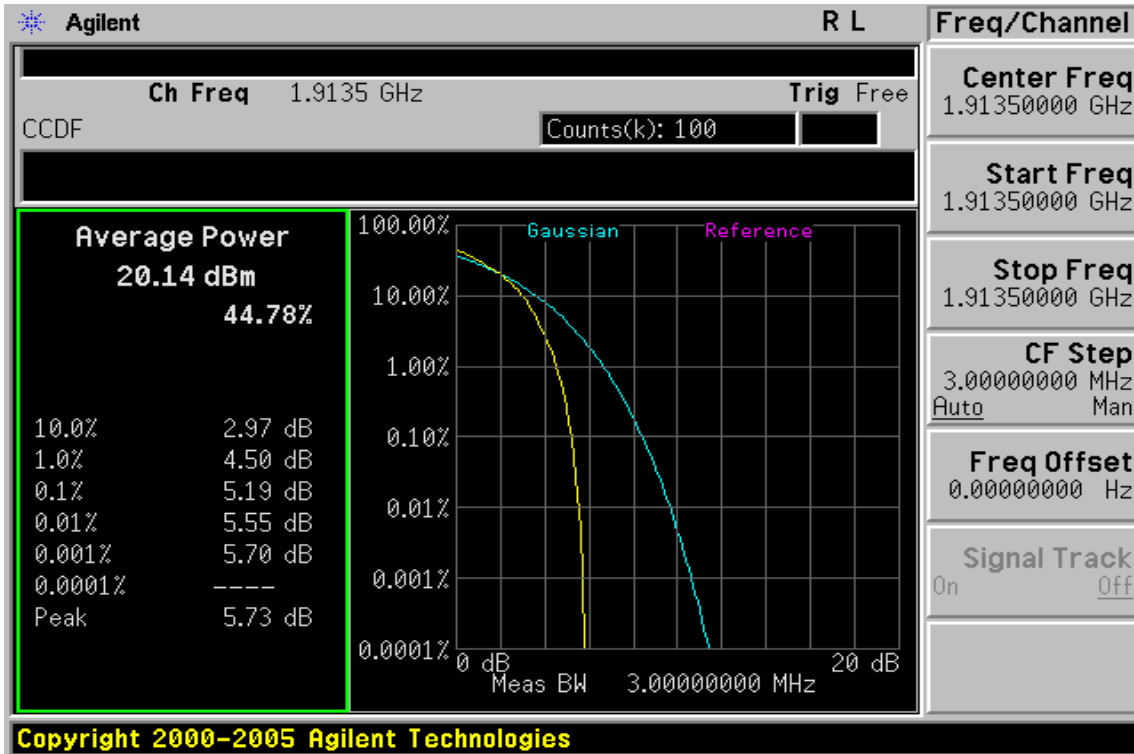 Agilent R L
Ch Freq 1.9135 GHz Trig Free
CCDF Counts(k): 100
Average Power
20.14 dBm
44.78%
10.0% 2.97 dB
1.0% 4.50 dB
0.1% 5.19 dB
0.01% 5.55 dB
0.001% 5.70 dB
0.0001% ----
Peak 5.73 dB
Gaussian Reference
100.00%
10.00%
1.00%
0.10%
0.01%
0.001%
0.0001%
0 dB 20 dB
Meas BW 3.00000000 MHz
Freq/Channel
Center Freq
1.91350000 GHz
Start Freq
1.91350000 GHz
Stop Freq
1.91350000 GHz
CF Step
3.00000000 MHz
Auto Man
Freq Offset
0.00000000 Hz
Signal Track
On Off
Copyright 2000-2005 Agilent Technologies